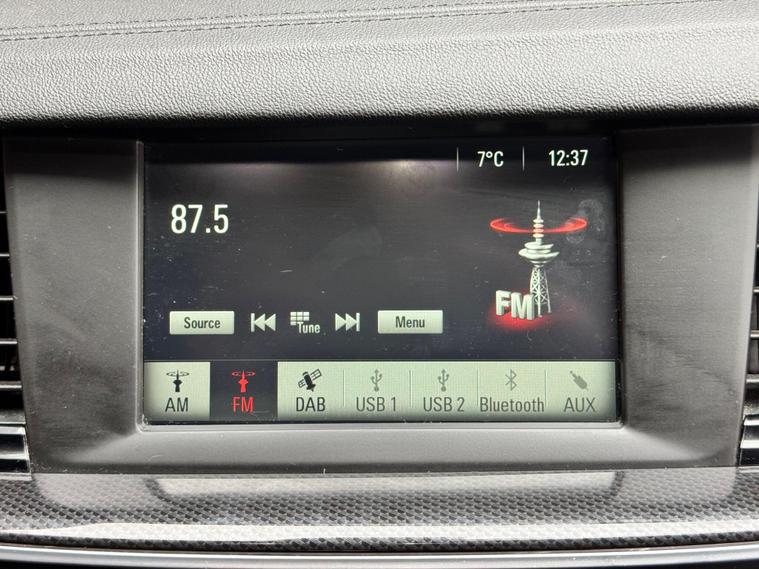 7°C 12:37
87.5
FM
Source Tune Menu
AM FM DAB USB 1 USB 2 Bluetooth AUX